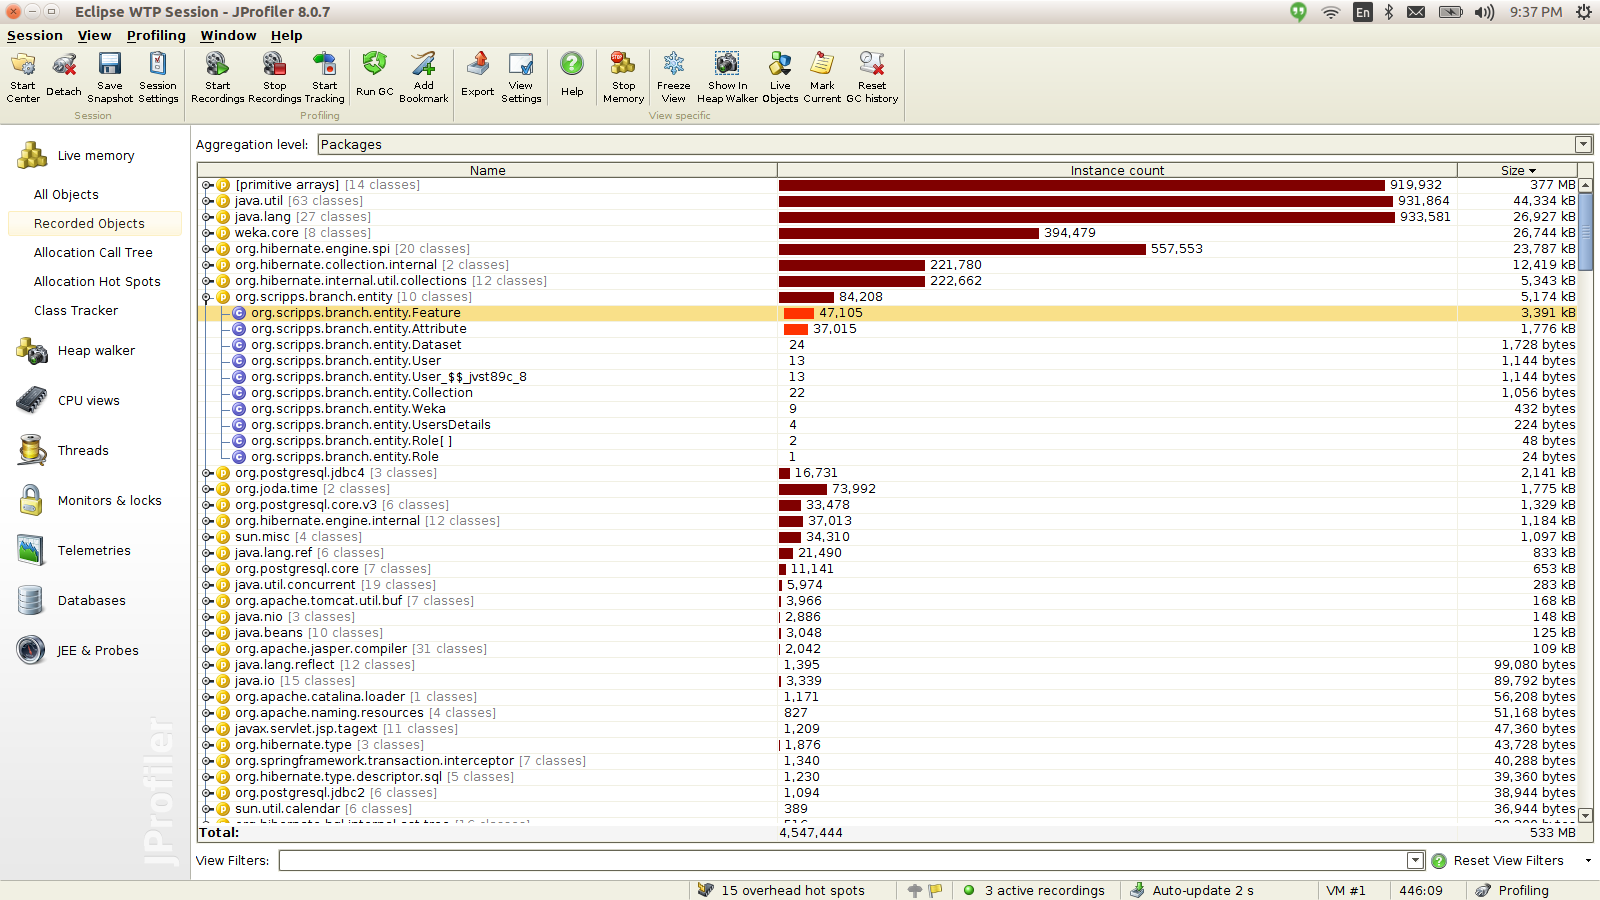 Eclipse WTP Session - JProfiler 8.0.7
En
9:37 PM
Session View Profiling Window Help
Start Center
Detach
Save Snapshot
Session Settings
Start Recordings
Stop Recordings
Start Tracking
Run GC
Add Bookmark
Export
View Settings
Help
Stop Memory
Freeze View
Show In Heap Walker
Live Objects
Mark Current
Reset GC history
Session
Profiling
View specific
Live memory
All Objects
Recorded Objects
Allocation Call Tree
Allocation Hot Spots
Class Tracker
Heap walker
CPU views
Threads
Monitors & locks
Telemetries
Databases
JEE & Probes
JProfiler
Aggregation level: Packages
Name Instance count Size
[primitive arrays] [14 classes] 919,932 377 MB
java.util [63 classes] 931,864 44,334 kB
java.lang [27 classes] 933,581 26,927 kB
weka.core [8 classes] 394,479 26,744 kB
org.hibernate.engine.spi [20 classes] 557,553 23,787 kB
org.hibernate.collection.internal [2 classes] 221,780 12,419 kB
org.hibernate.internal.util.collections [12 classes] 222,662 5,343 kB
org.scripps.branch.entity [10 classes] 84,208 5,174 kB
org.scripps.branch.entity.Feature 47,105 3,391 kB
org.scripps.branch.entity.Attribute 37,015 1,776 kB
org.scripps.branch.entity.Dataset 24 1,728 bytes
org.scripps.branch.entity.User 13 1,144 bytes
org.scripps.branch.entity.User_$$_jvst89c_8 13 1,144 bytes
org.scripps.branch.entity.Collection 22 1,056 bytes
org.scripps.branch.entity.Weka 9 432 bytes
org.scripps.branch.entity.UsersDetails 4 224 bytes
org.scripps.branch.entity.Role[ ] 2 48 bytes
org.scripps.branch.entity.Role 1 24 bytes
org.postgresql.jdbc4 [3 classes] 16,731 2,141 kB
org.joda.time [2 classes] 73,992 1,775 kB
org.postgresql.core.v3 [6 classes] 33,478 1,329 kB
org.hibernate.engine.internal [12 classes] 37,013 1,184 kB
sun.misc [4 classes] 34,310 1,097 kB
java.lang.ref [6 classes] 21,490 833 kB
org.postgresql.core [7 classes] 11,141 653 kB
java.util.concurrent [19 classes] 5,974 283 kB
org.apache.tomcat.util.buf [7 classes] 3,966 168 kB
java.nio [3 classes] 2,886 148 kB
java.beans [10 classes] 3,048 125 kB
org.apache.jasper.compiler [31 classes] 2,042 109 kB
java.lang.reflect [12 classes] 1,395 99,080 bytes
java.io [15 classes] 3,339 89,792 bytes
org.apache.catalina.loader [1 classes] 1,171 56,208 bytes
org.apache.naming.resources [4 classes] 827 51,168 bytes
javax.servlet.jsp.tagext [11 classes] 1,209 47,360 bytes
org.hibernate.type [3 classes] 1,876 43,728 bytes
org.springframework.transaction.interceptor [7 classes] 1,340 40,288 bytes
org.hibernate.type.descriptor.sql [5 classes] 1,230 39,360 bytes
org.postgresql.jdbc2 [6 classes] 1,094 38,944 bytes
sun.util.calendar [6 classes] 389 36,944 bytes
Total: 4,547,444 533 MB
View Filters: Reset View Filters
15 overhead hot spots 3 active recordings Auto-update 2 s VM #1 446:09 Profiling